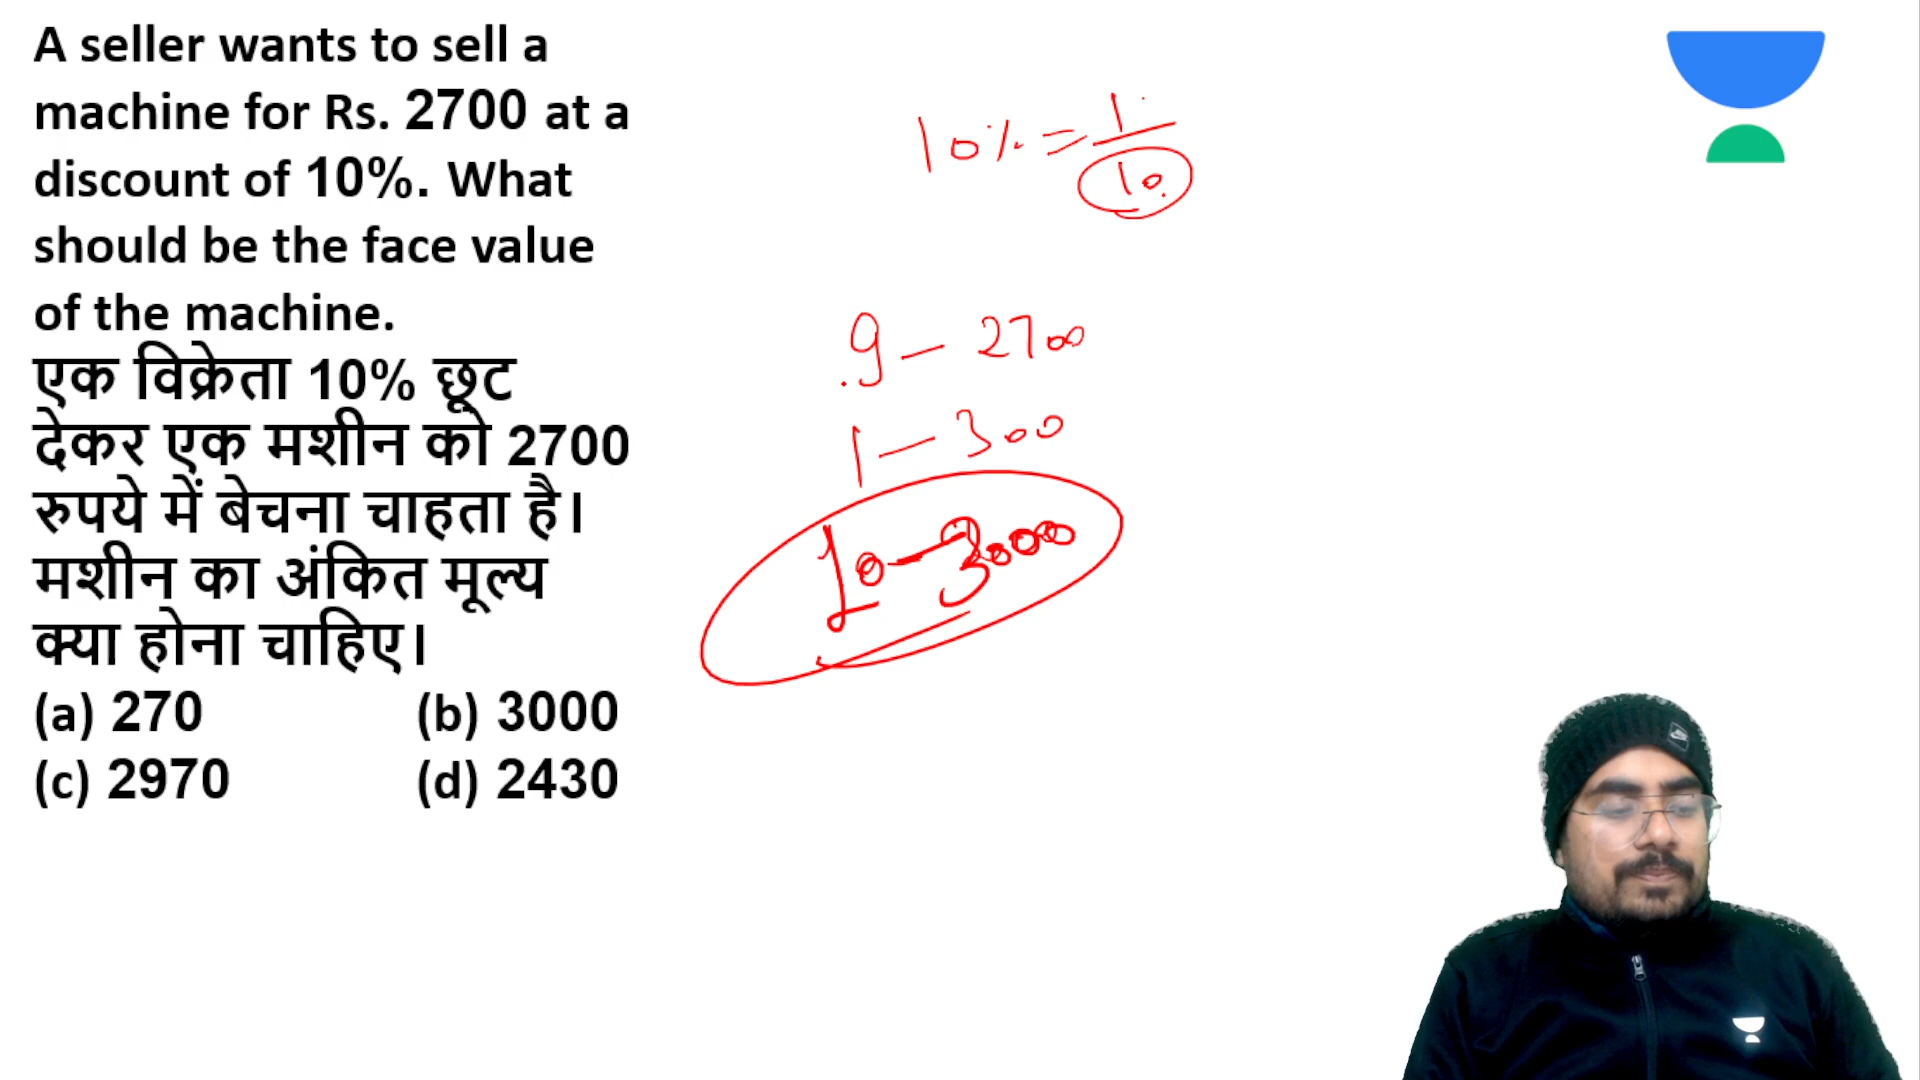 A seller wants to sell a
machine for Rs. 2700 at a
discount of 10%. What
should be the face value
of the machine.
एक विक्रेता 10% छूट
देकर एक मशीन को 2700
रुपये में बेचना चाहता है।
मशीन का अंकित मूल्य
क्या होना चाहिए।
(a) 270 (b) 3000
(c) 2970 (d) 2430
10% = 1/10
9 – 2700
1 – 300
10 – 3000